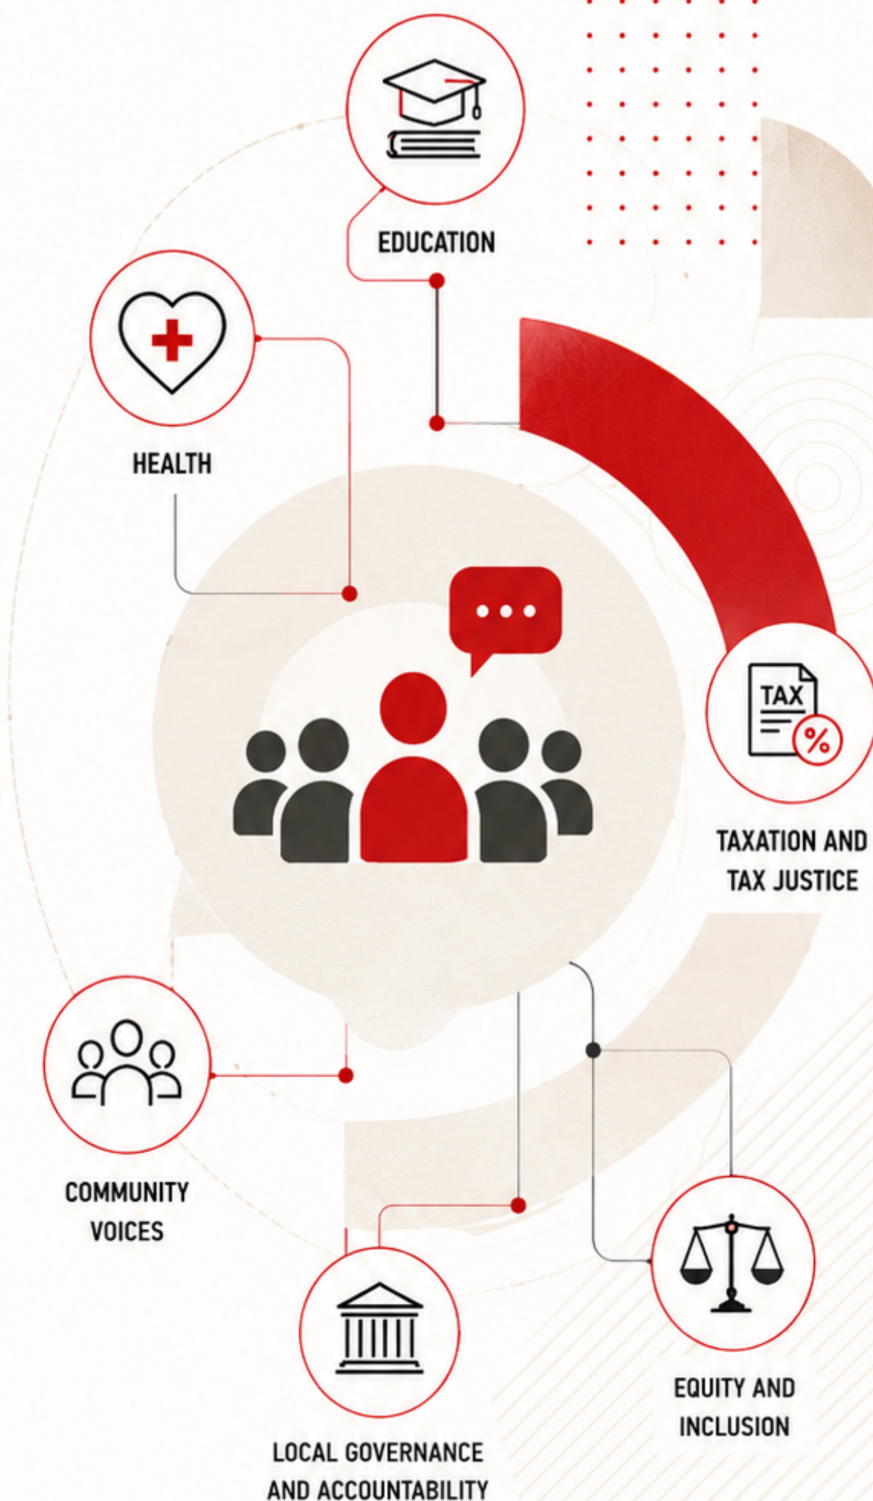 EDUCATION
HEALTH
TAX
%
TAXATION AND
TAX JUSTICE
COMMUNITY
VOICES
EQUITY AND
INCLUSION
LOCAL GOVERNANCE
AND ACCOUNTABILITY